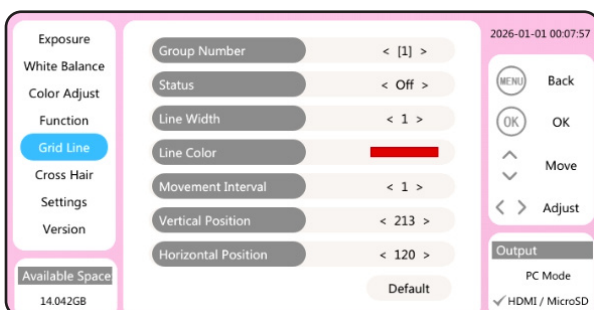 Exposure
White Balance
Color Adjust
Function
Grid Line
Cross Hair
Settings
Version
Available Space
14.042GB
Group Number < [1] >
Status < Off >
Line Width < 1 >
Line Color
Movement Interval < 1 >
Vertical Position < 213 >
Horizontal Position < 120 >
Default
2026-01-01 00:07:57
MENU Back
OK OK
Move
< > Adjust
Output
PC Mode
✓ HDMI / MicroSD